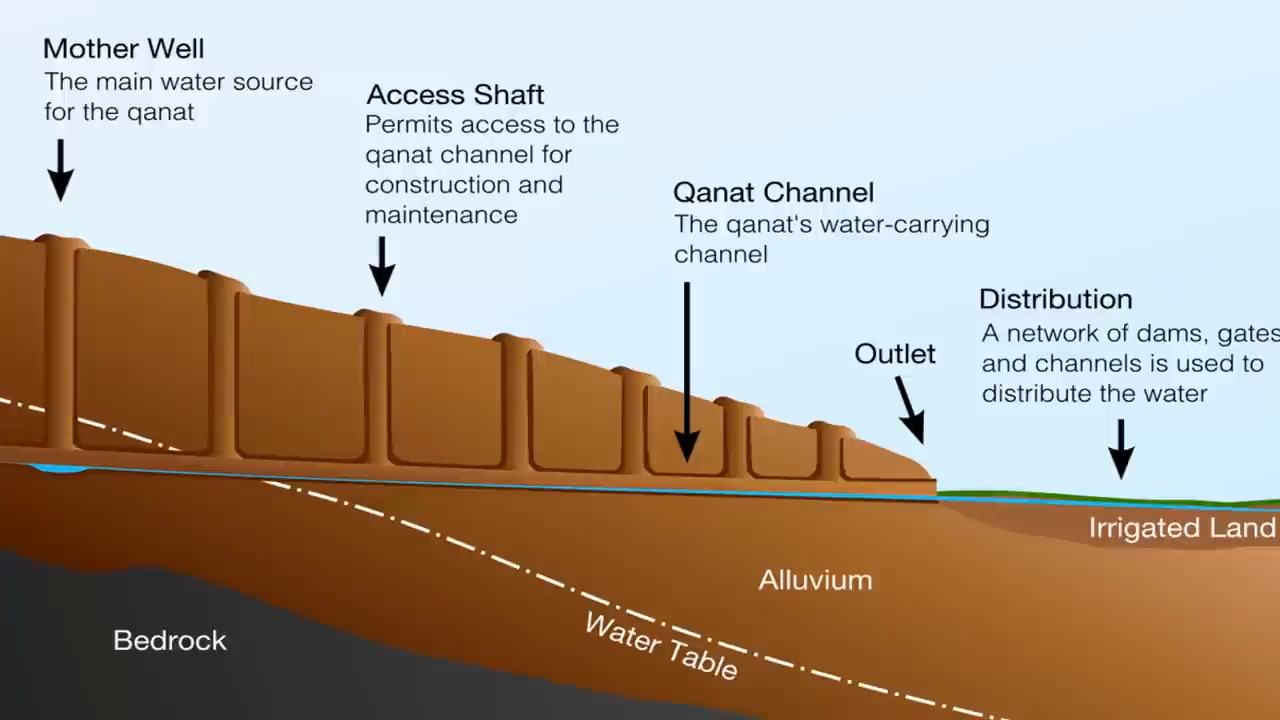 Mother Well
The main water source
for the qanat
Access Shaft
Permits access to the
qanat channel for
construction and
maintenance
Qanat Channel
The qanat's water-carrying
channel
Outlet
Distribution
A network of dams, gates
and channels is used to
distribute the water
Irrigated Land
Alluvium
Water Table
Bedrock